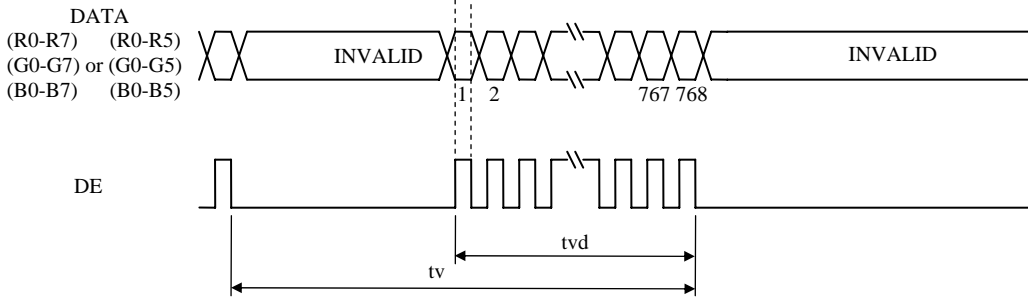 DATA
(R0-R7) (R0-R5)
(G0-G7) or (G0-G5)
(B0-B7) (B0-B5)
INVALID
INVALID
1 2 767 768
DE
tvd
tv